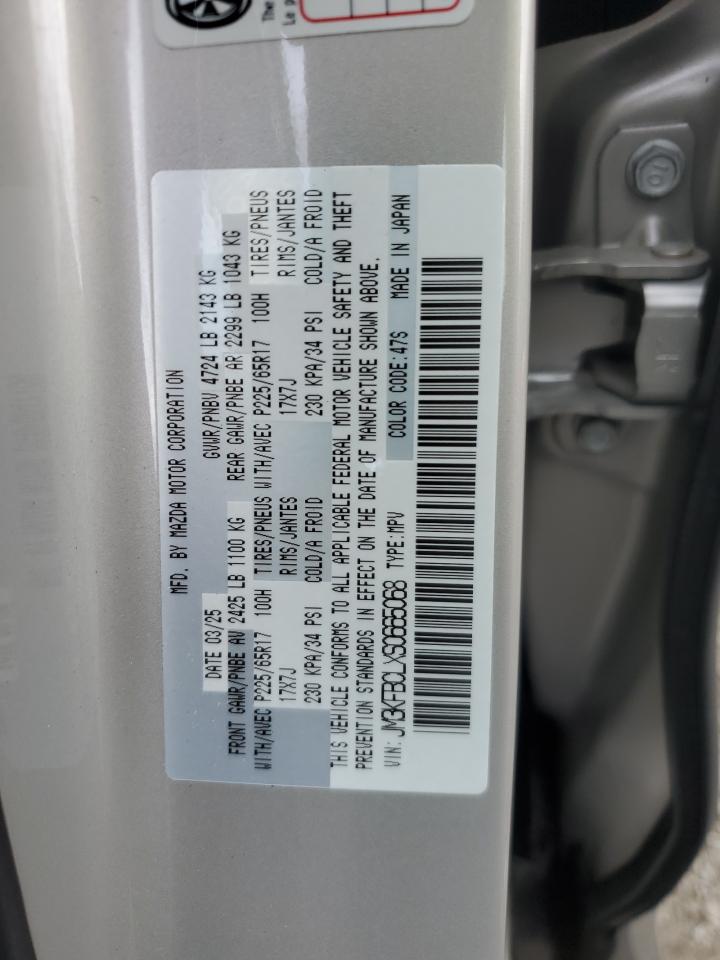 MFD. BY MAZDA MOTOR CORPORATION
DATE 03/25 GVWR/PNBV 4724 LB 2143 KG
FRONT GAWR/PNBE AV 2425 LB 1100 KG REAR GAWR/PNBE AR 2299 LB 1043 KG
WITH/AVEC P225/65R17 100H TIRES/PNEUS WITH/AVEC P225/65R17 100H TIRES/PNEUS
17X7J RIMS/JANTES 17X7J RIMS/JANTES
230 KPA/34 PSI COLD/A FROID 230 KPA/34 PSI COLD/A FROID
THIS VEHICLE CONFORMS TO ALL APPLICABLE FEDERAL MOTOR VEHICLE SAFETY AND THEFT
PREVENTION STANDARDS IN EFFECT ON THE DATE OF MANUFACTURE SHOWN ABOVE.
VIN: JM3KFBCLXS0665068 TYPE:MPV COLOR CODE:47S MADE IN JAPAN
The
Le
10